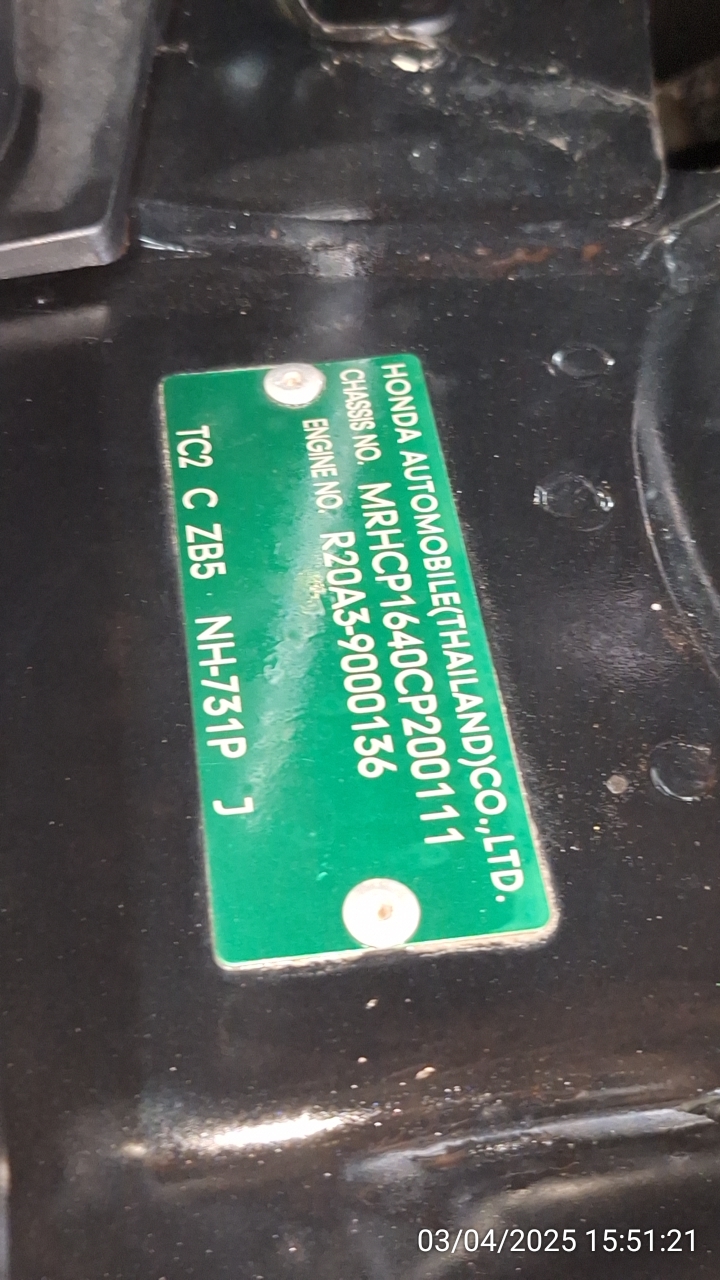 HONDA AUTOMOBILE(THAILAND)CO.,LTD.
CHASSIS NO. MRHCP1640CP200111
ENGINE NO. R20A3-9000136
TC2 C ZB5 NH-731P J
03/04/2025 15:51:21